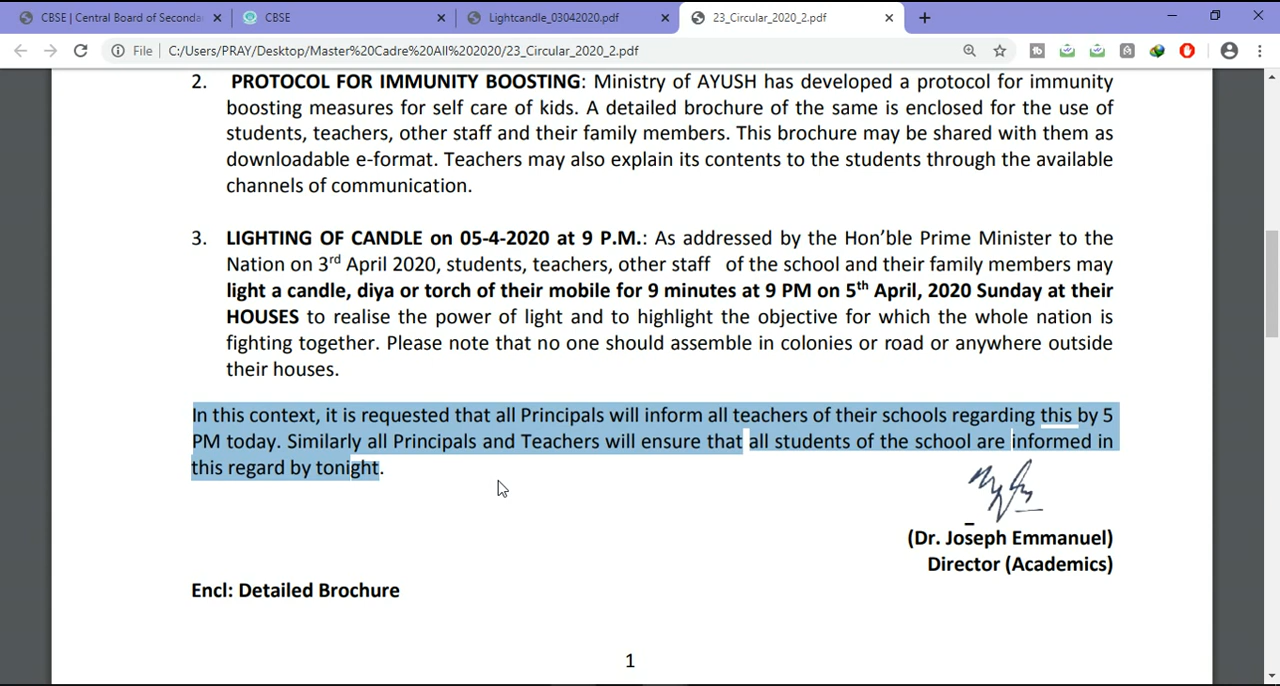 CBSE | Central Board of Seconda
CBSE
Lightcandle_03042020.pdf
23_Circular_2020_2.pdf
File | C:/Users/PRAY/Desktop/Master%20Cadre%20All%202020/23_Circular_2020_2.pdf
2. PROTOCOL FOR IMMUNITY BOOSTING: Ministry of AYUSH has developed a protocol for immunity
boosting measures for self care of kids. A detailed brochure of the same is enclosed for the use of
students, teachers, other staff and their family members. This brochure may be shared with them as
downloadable e-format. Teachers may also explain its contents to the students through the available
channels of communication.
3. LIGHTING OF CANDLE on 05-4-2020 at 9 P.M.: As addressed by the Hon'ble Prime Minister to the
Nation on 3rd April 2020, students, teachers, other staff of the school and their family members may
light a candle, diya or torch of their mobile for 9 minutes at 9 PM on 5th April, 2020 Sunday at their
HOUSES to realise the power of light and to highlight the objective for which the whole nation is
fighting together. Please note that no one should assemble in colonies or road or anywhere outside
their houses.
In this context, it is requested that all Principals will inform all teachers of their schools regarding this by 5
PM today. Similarly all Principals and Teachers will ensure that all students of the school are informed in
this regard by tonight.
(Dr. Joseph Emmanuel)
Director (Academics)
Encl: Detailed Brochure
1